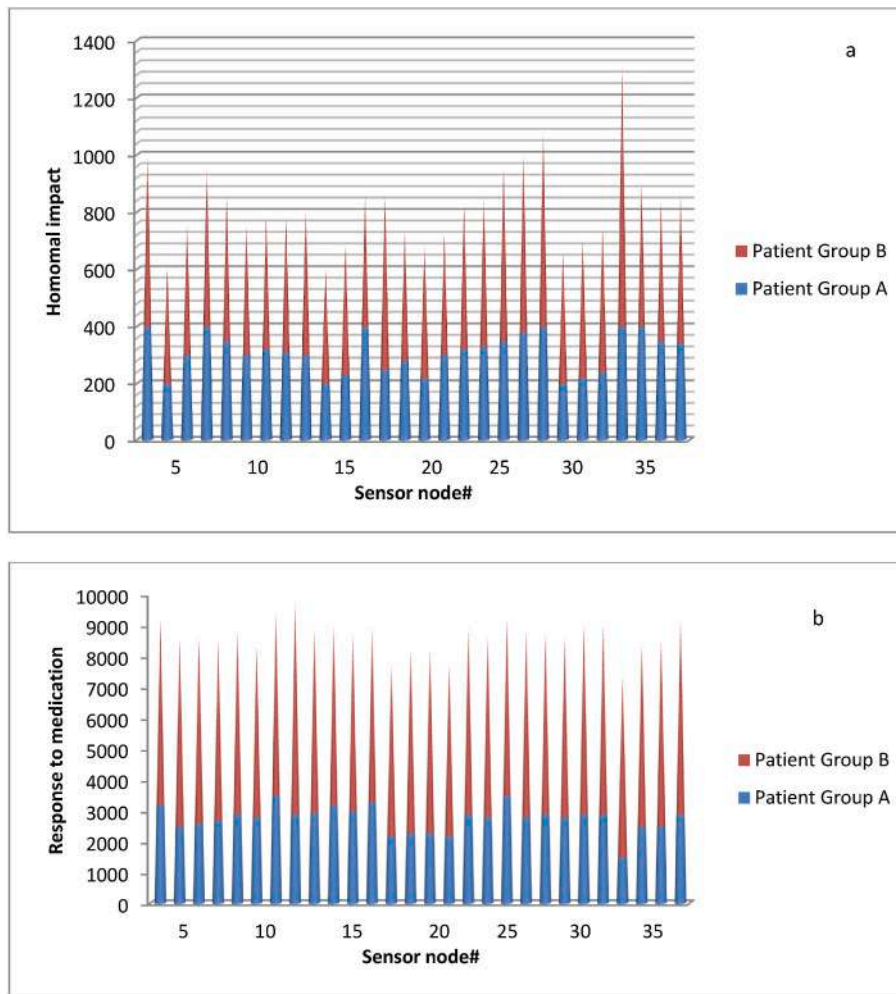 a
1400
1200
1000
800
600
400
200
0
Homomal impact
5 10 15 20 25 30 35
Sensor node#
Patient Group B
Patient Group A
b
10000
9000
8000
7000
6000
5000
4000
3000
2000
1000
0
Response to medication
5 10 15 20 25 30 35
Sensor node#
Patient Group B
Patient Group A